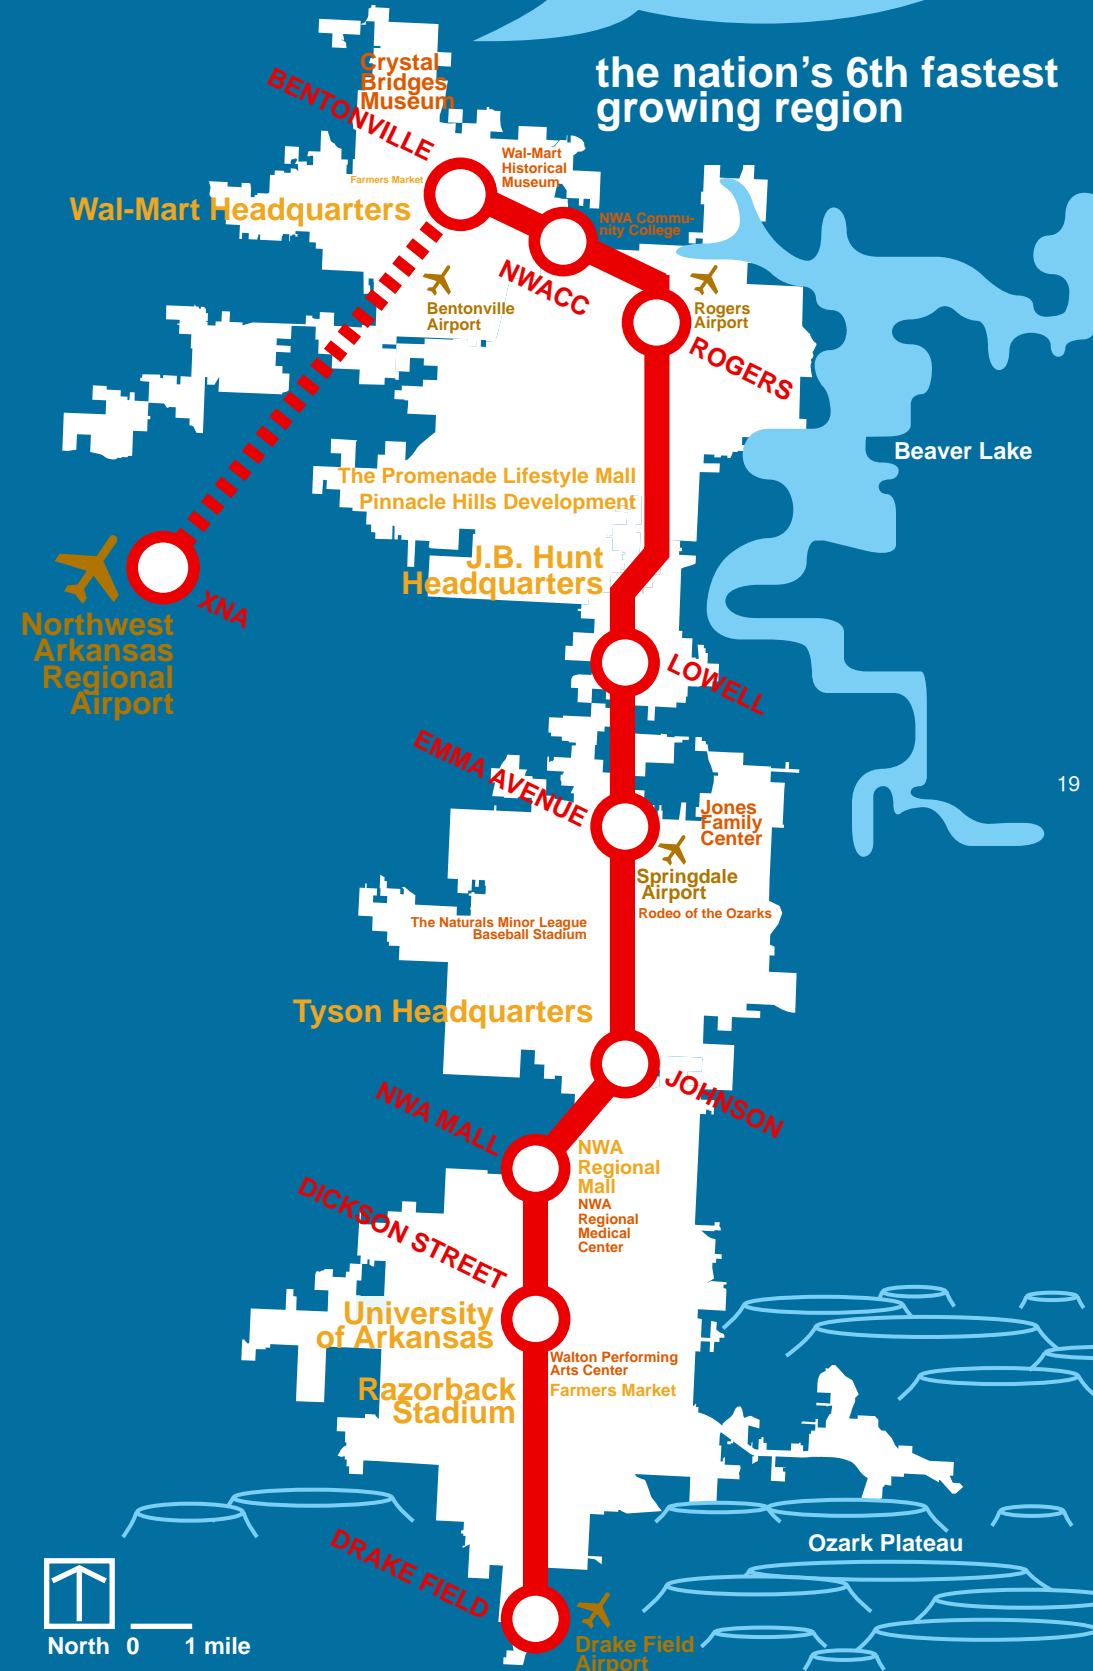 the nation's 6th fastest
growing region
Crystal
Bridges
Museum
BENTONVILLE
Wal-Mart
Historical
Museum
Farmers Market
Wal-Mart Headquarters
NWA Commu-
nity College
NWACC
Bentonville
Airport
Rogers
Airport
ROGERS
Beaver Lake
The Promenade Lifestyle Mall
Pinnacle Hills Development
J.B. Hunt
Headquarters
XNA
Northwest
Arkansas
Regional
Airport
LOWELL
EMMA AVENUE
19
Jones
Family
Center
Springdale
Airport
Rodeo of the Ozarks
The Naturals Minor League
Baseball Stadium
Tyson Headquarters
JOHNSON
NWA MALL
NWA
Regional
Mall
NWA
Regional
Medical
Center
DICKSON STREET
University
of Arkansas
Walton Performing
Arts Center
Farmers Market
Razorback
Stadium
Ozark Plateau
DRAKE FIELD
Drake Field
Airport
North 0 1 mile